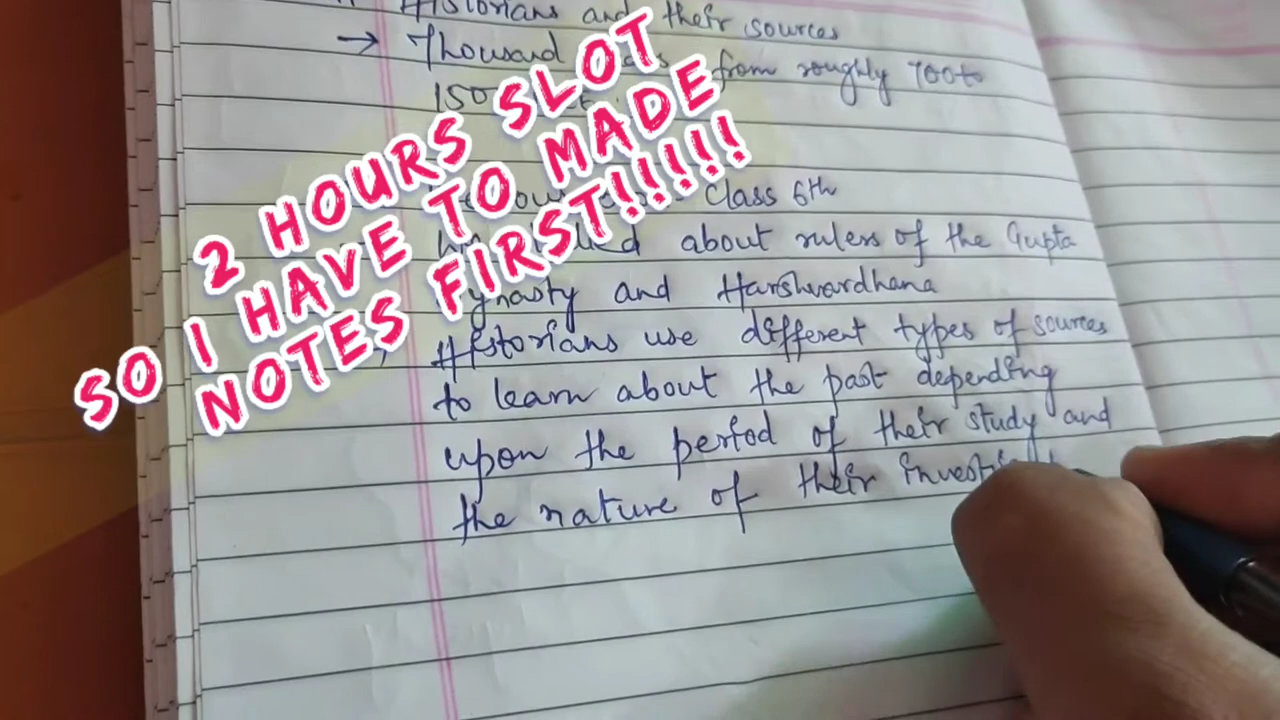 Historians and their sources
→ Thousand from roughly 700 to
150
Class 6th
about rulers of the Gupta
Dynasty and Harshvardhana
Historians use different types of sources
to learn about the past depending
upon the period of their study and
the nature of their investi
2 HOURS SLOT
SO I HAVE TO MADE
NOTES FIRST!!!!!